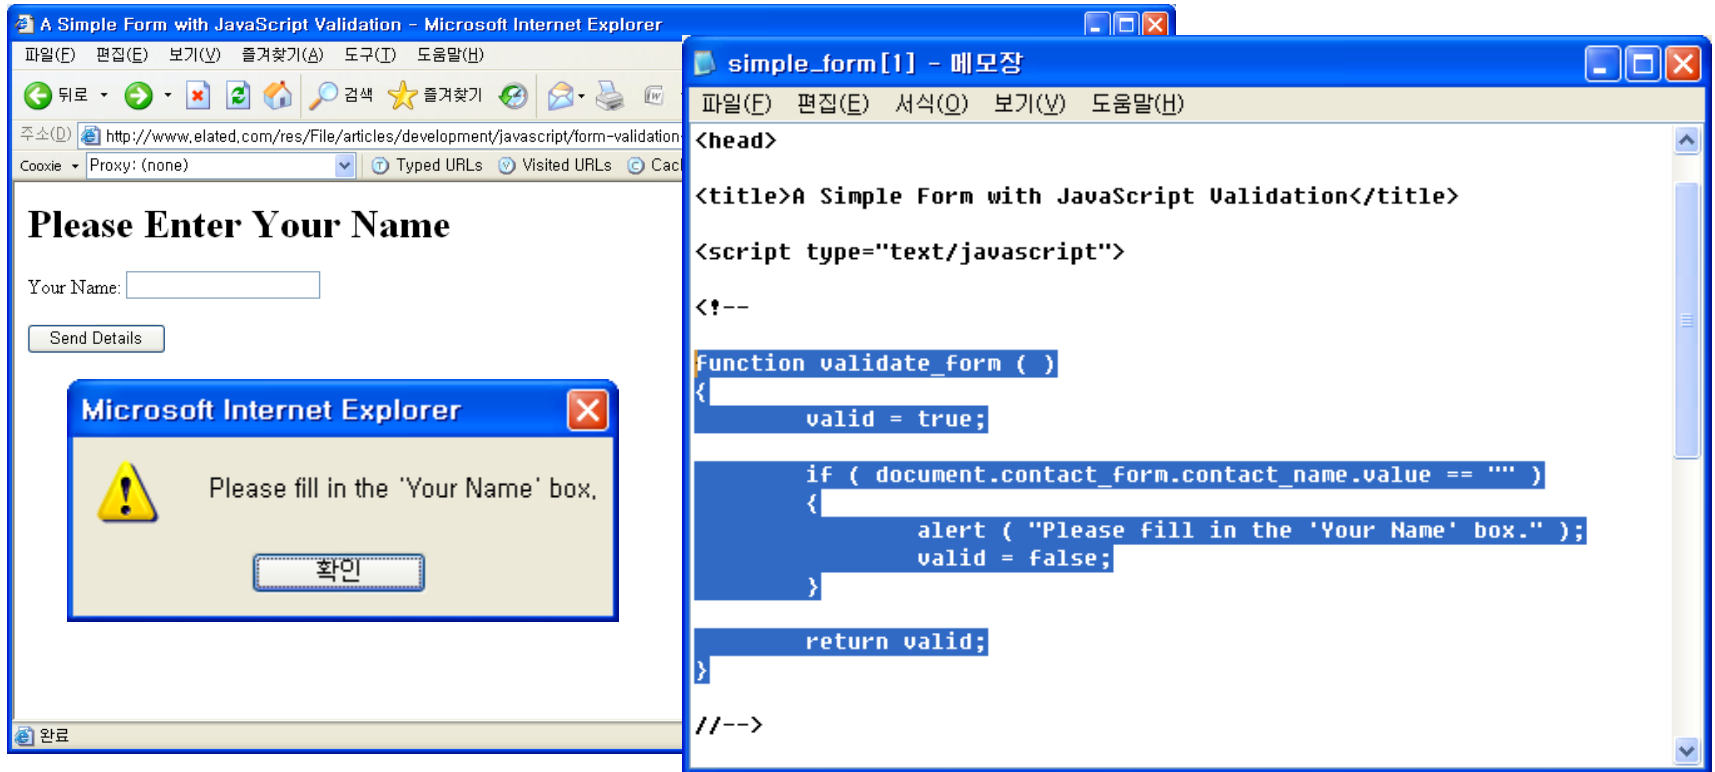 A Simple Form with JavaScript Validation - Microsoft Internet Explorer
파일(F) 편집(E) 보기(V) 즐겨찾기(A) 도구(T) 도움말(H)
뒤로 검색 즐겨찾기
주소(D) http://www.elated.com/res/File/articles/development/javascript/form-validation-
Cooxie Proxy: (none) Typed URLs Visited URLs Cacl
Please Enter Your Name
Your Name:
Send Details
Microsoft Internet Explorer
Please fill in the 'Your Name' box.
확인
완료
simple_form[1] - 메모장
파일(F) 편집(E) 서식(O) 보기(V) 도움말(H)
<head>
<title>A Simple Form with JavaScript Validation</title>
<script type="text/javascript">
<!--
function validate_form ( )
{
valid = true;
if ( document.contact_form.contact_name.value == "" )
{
alert ( "Please fill in the 'Your Name' box." );
valid = false;
}
return valid;
}
//-->